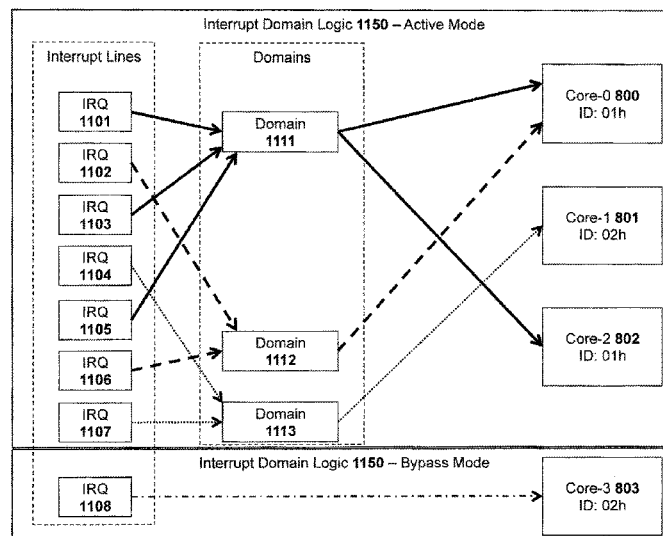 Interrupt Domain Logic 1150 – Active Mode
Interrupt Lines
Domains
IRQ
1101
IRQ
1102
IRQ
1103
IRQ
1104
IRQ
1105
IRQ
1106
IRQ
1107
Domain
1111
Domain
1112
Domain
1113
Core-0 800
ID: 01h
Core-1 801
ID: 02h
Core-2 802
ID: 01h
Interrupt Domain Logic 1150 – Bypass Mode
IRQ
1108
Core-3 803
ID: 02h